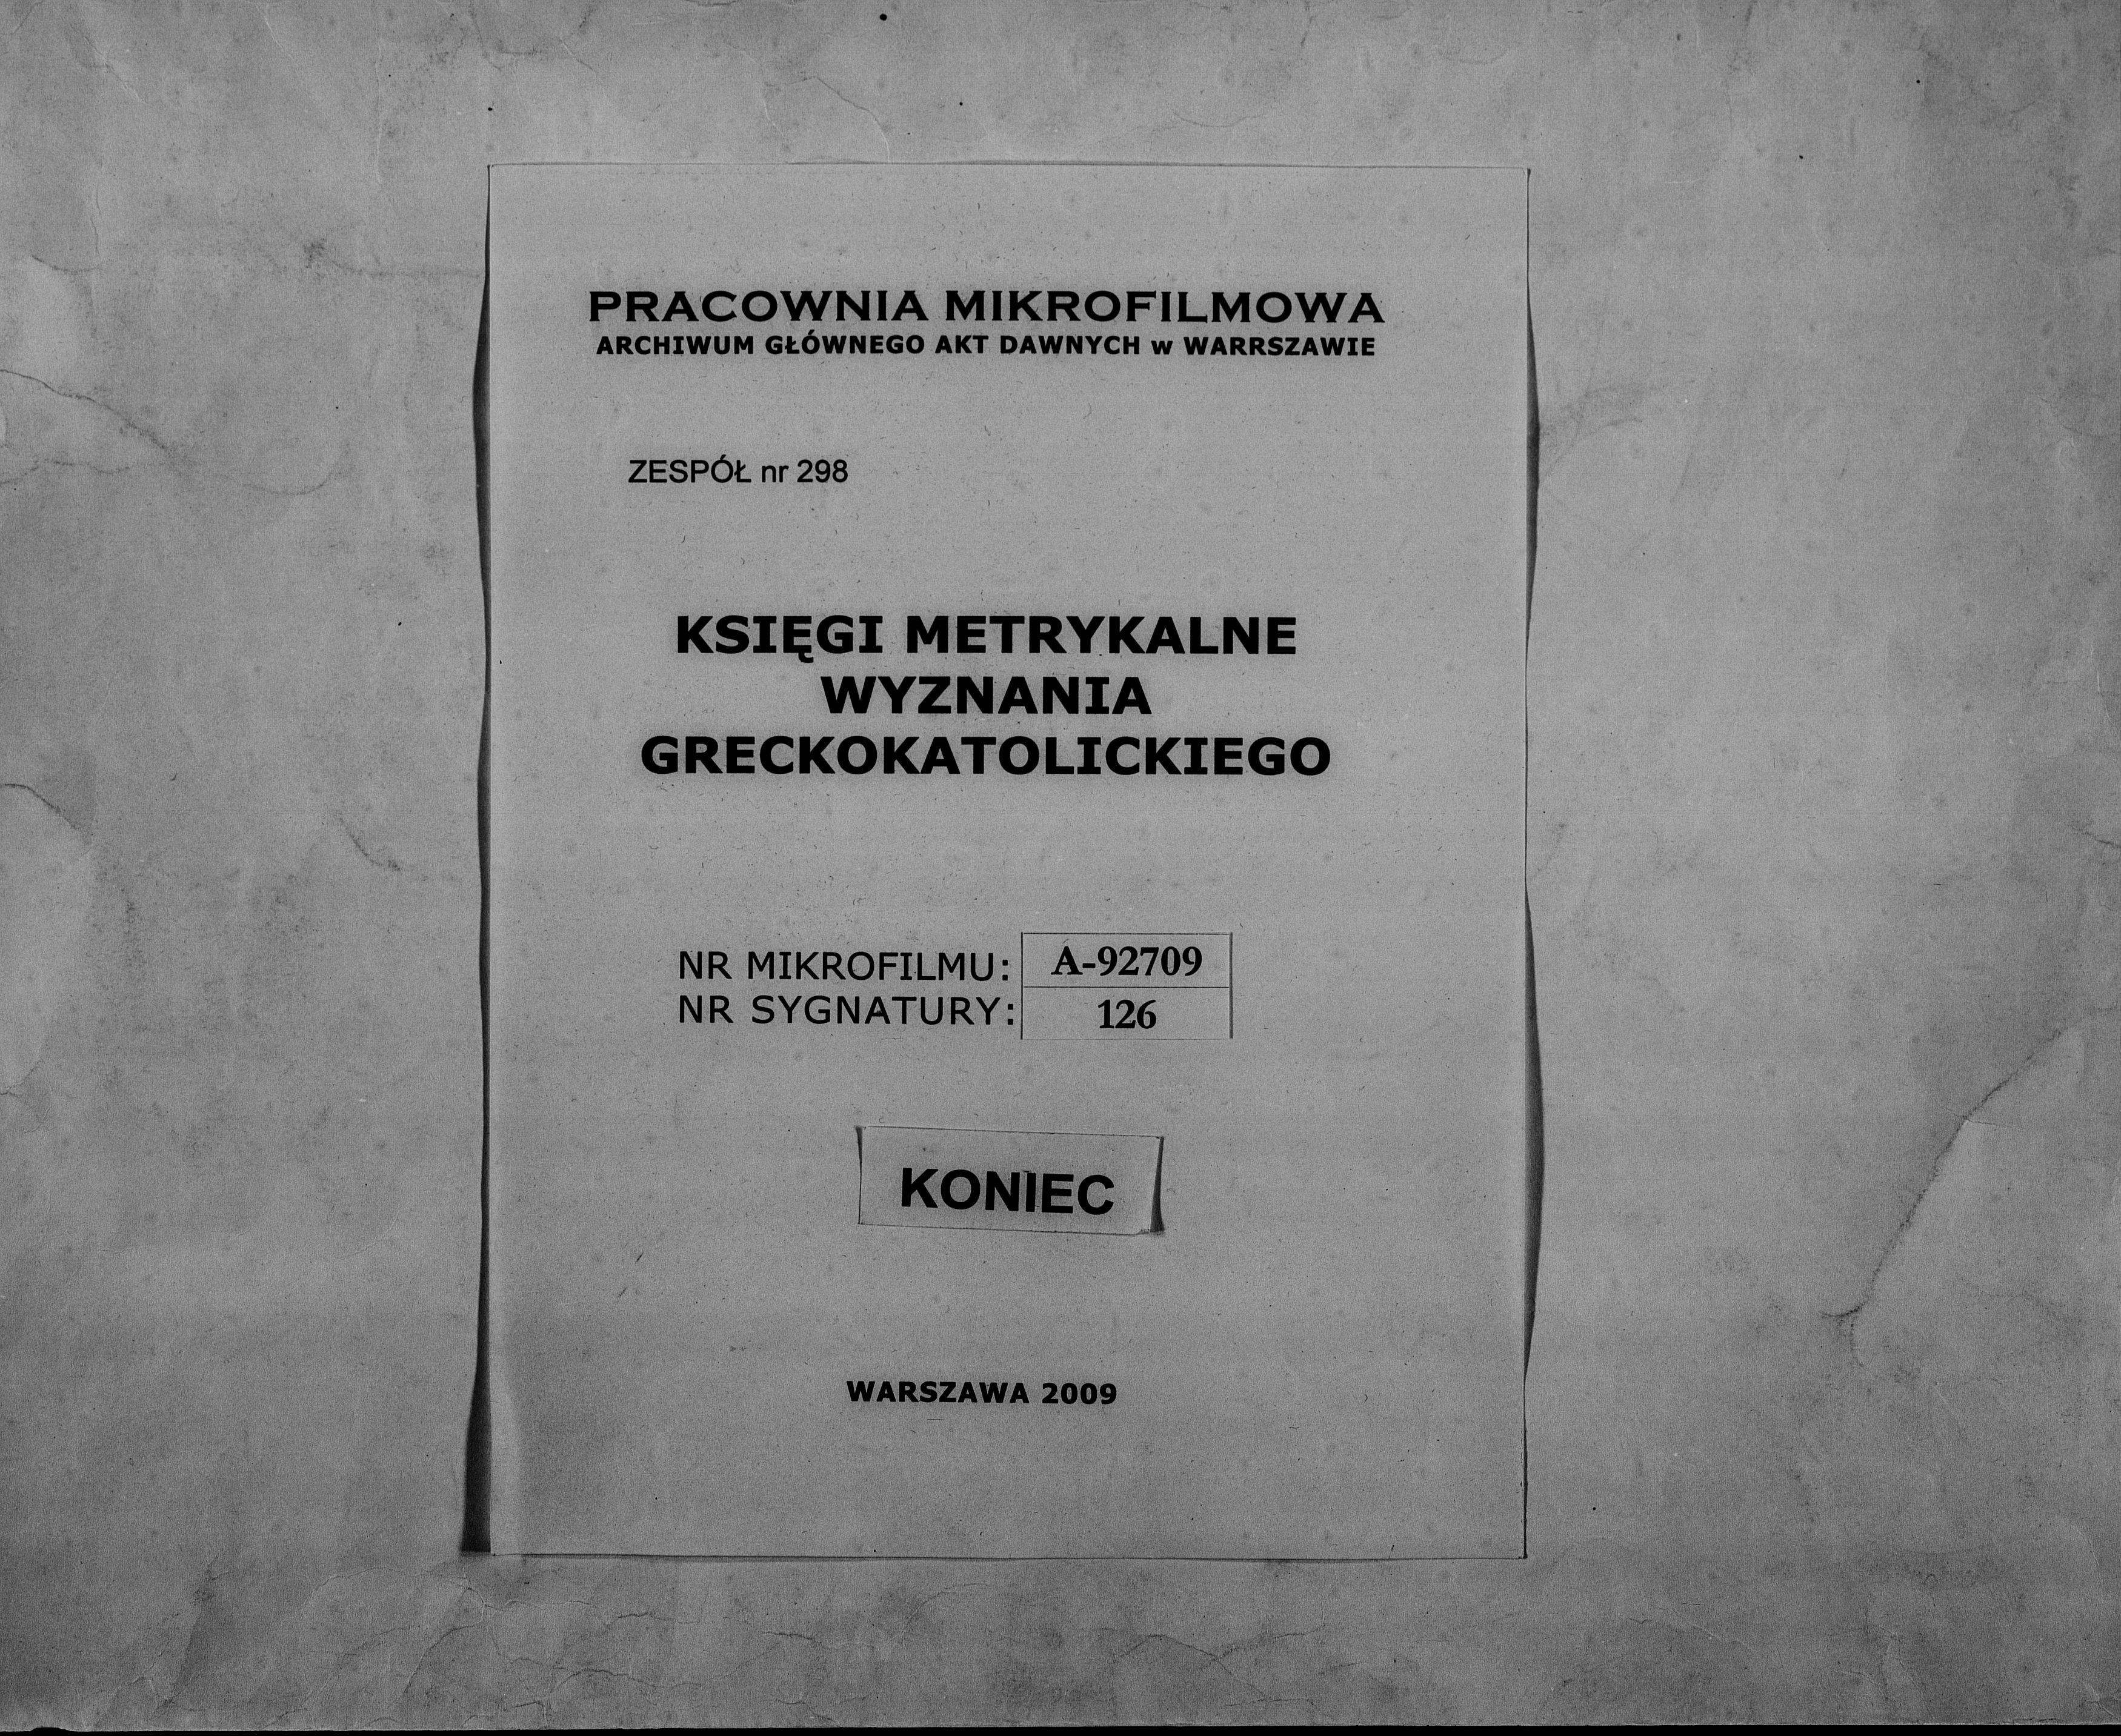 PRACOWNIA MIKROFILMOWA
ARCHIWUM GŁÓWNEGO AKT DAWNYCH w WARRSZAWIE
ZESPÓŁ nr 298
KSIĘGI METRYKALNE
WYZNANIA
GRECKOKATOLICKIEGO
NR MIKROFILMU: A-92709
NR SYGNATURY: 126
KONIEC
WARSZAWA 2009